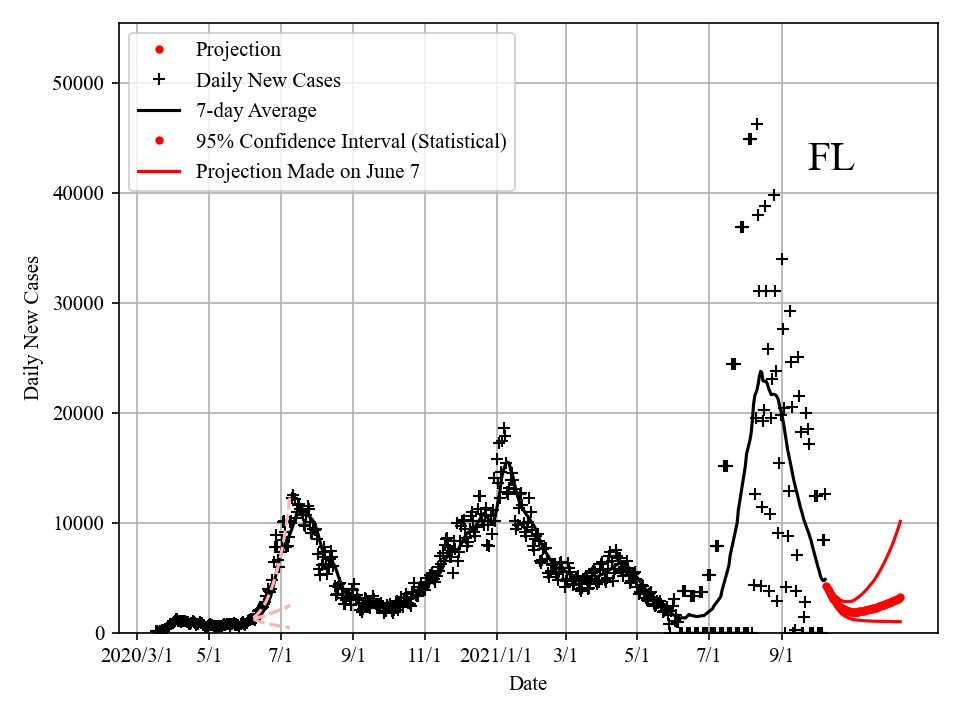 Projection
Daily New Cases
7-day Average
95% Confidence Interval (Statistical)
Projection Made on June 7
FL
50000
40000
30000
20000
10000
0
Daily New Cases
2020/3/1 5/1 7/1 9/1 11/1 2021/1/1 3/1 5/1 7/1 9/1
Date